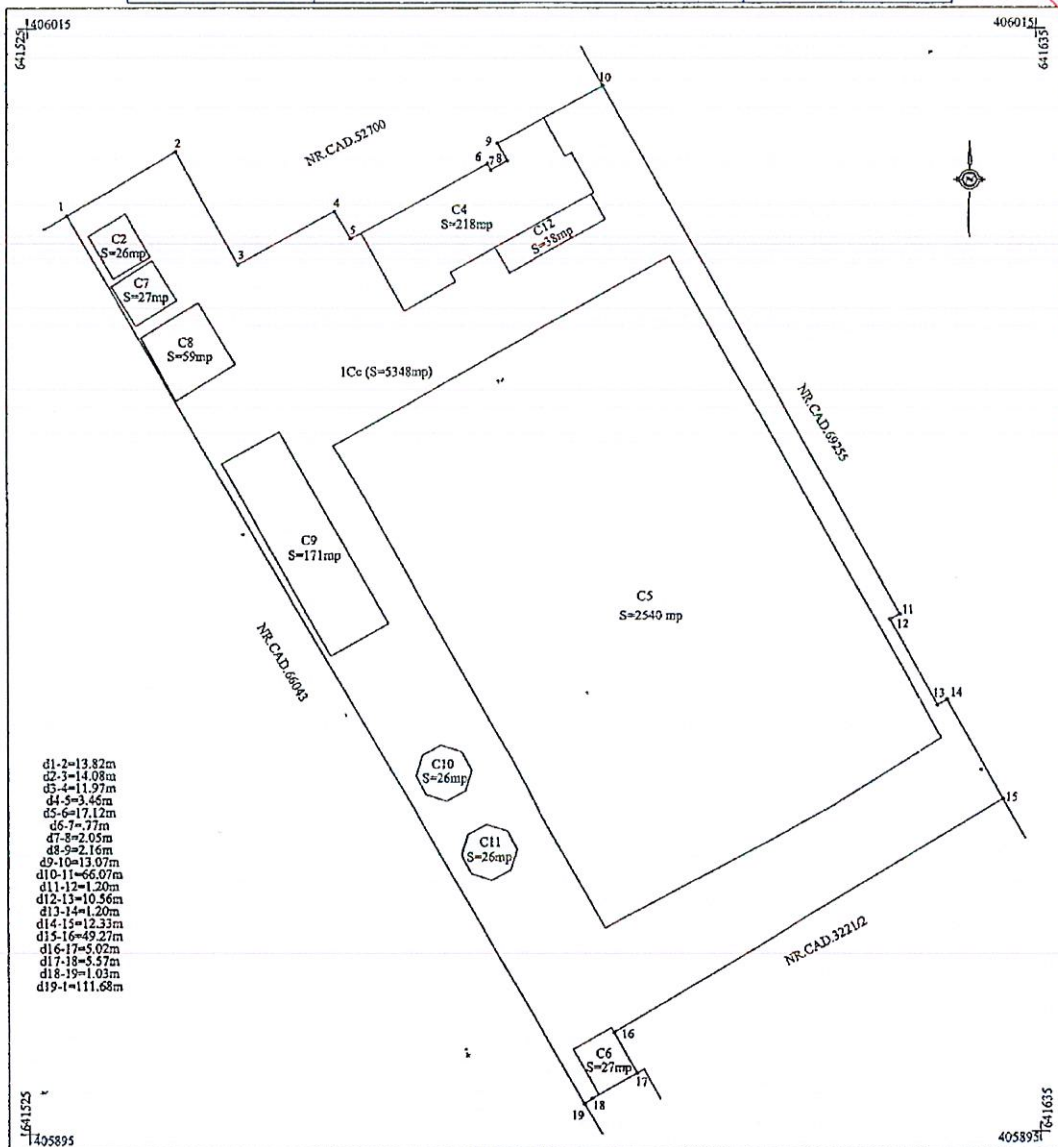 1406015
406015
641525
641635
10
NR.CAD.52700
2
9
6
7
8
1
4
C4
S=218mp
5
C12
S=38mp
C2
S=26mp
3
C7
S=27mp
C8
S=59mp
1Cc (S=5348mp)
NR.CAD.69255
C9
S=171mp
C5
S=2540 mp
11
12
NR.CAD.66043
13
14
C10
S=26mp
15
C11
S=26mp
d1-2=13.82m
d2-3=14.08m
d3-4=11.97m
d4-5=3.46m
d5-6=17.12m
d6-7=.77m
d7-8=2.05m
d8-9=2.16m
d9-10=13.07m
d10-11=66.07m
d11-12=1.20m
d12-13=10.56m
d13-14=1.20m
d14-15=12.33m
d15-16=49.27m
d16-17=5.02m
d17-18=5.57m
d18-19=1.03m
d19-1=111.68m
NR.CAD.3221/2
16
C6
S=27mp
17
18
19
641525
641635
405895
405895